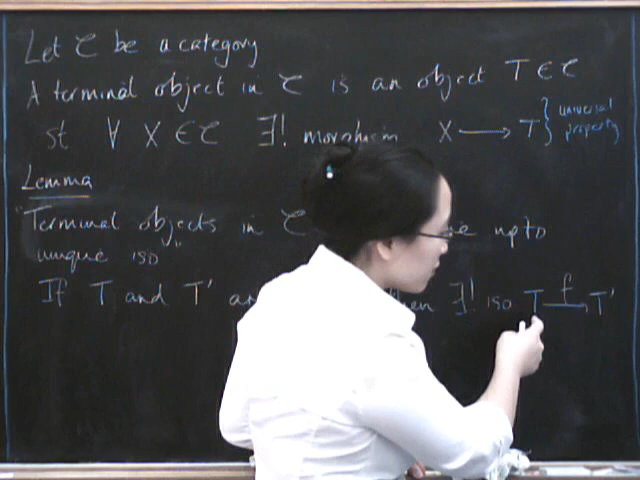 Let C be a category
A terminal object in C is an object T ∈ C
st ∀ X ∈ C ∃! morphism X ⟶ T } universal property
Lemma
"Terminal objects in C upto
unique iso"
If T and T' ∃! iso T f⟶ T'